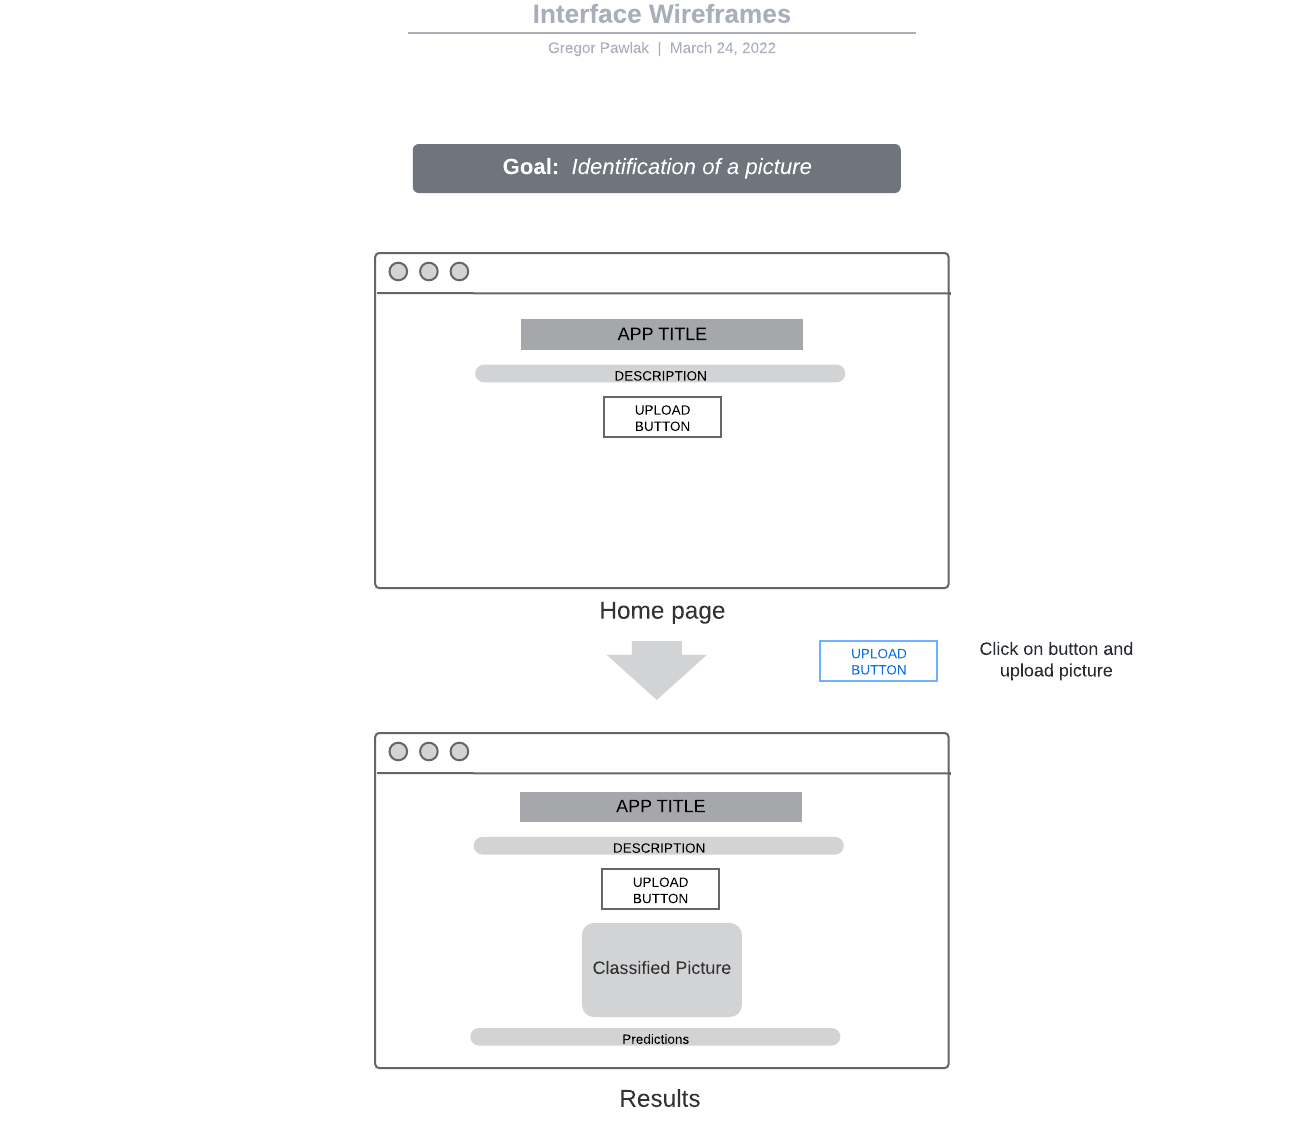 Interface Wireframes
Gregor Pawlak | March 24, 2022
Goal: Identification of a picture
APP TITLE
DESCRIPTION
UPLOAD
BUTTON
Home page
UPLOAD
BUTTON
Click on button and
upload picture
APP TITLE
DESCRIPTION
UPLOAD
BUTTON
Classified Picture
Predictions
Results